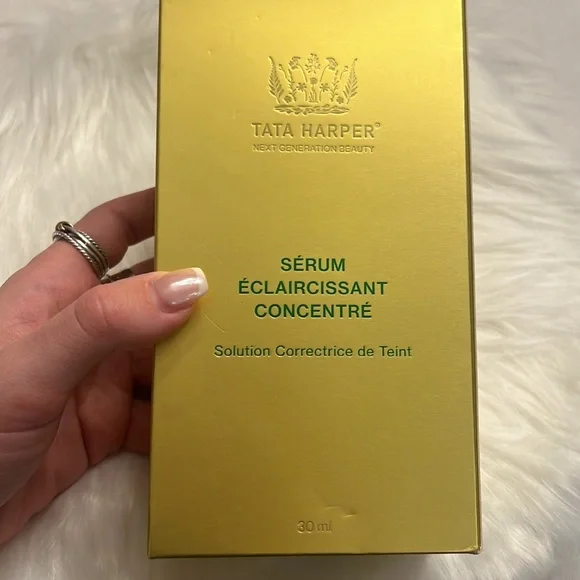 TATA HARPER®
NEXT GENERATION BEAUTY
SÉRUM
ÉCLAIRCISSANT
CONCENTRÉ
Solution Correctrice de Teint
30 ml